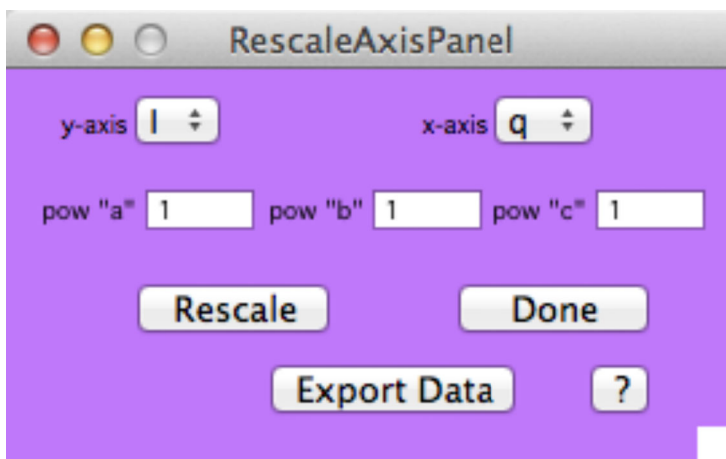 RescaleAxisPanel
y-axis I x-axis q
pow "a" 1 pow "b" 1 pow "c" 1
Rescale Done
Export Data ?